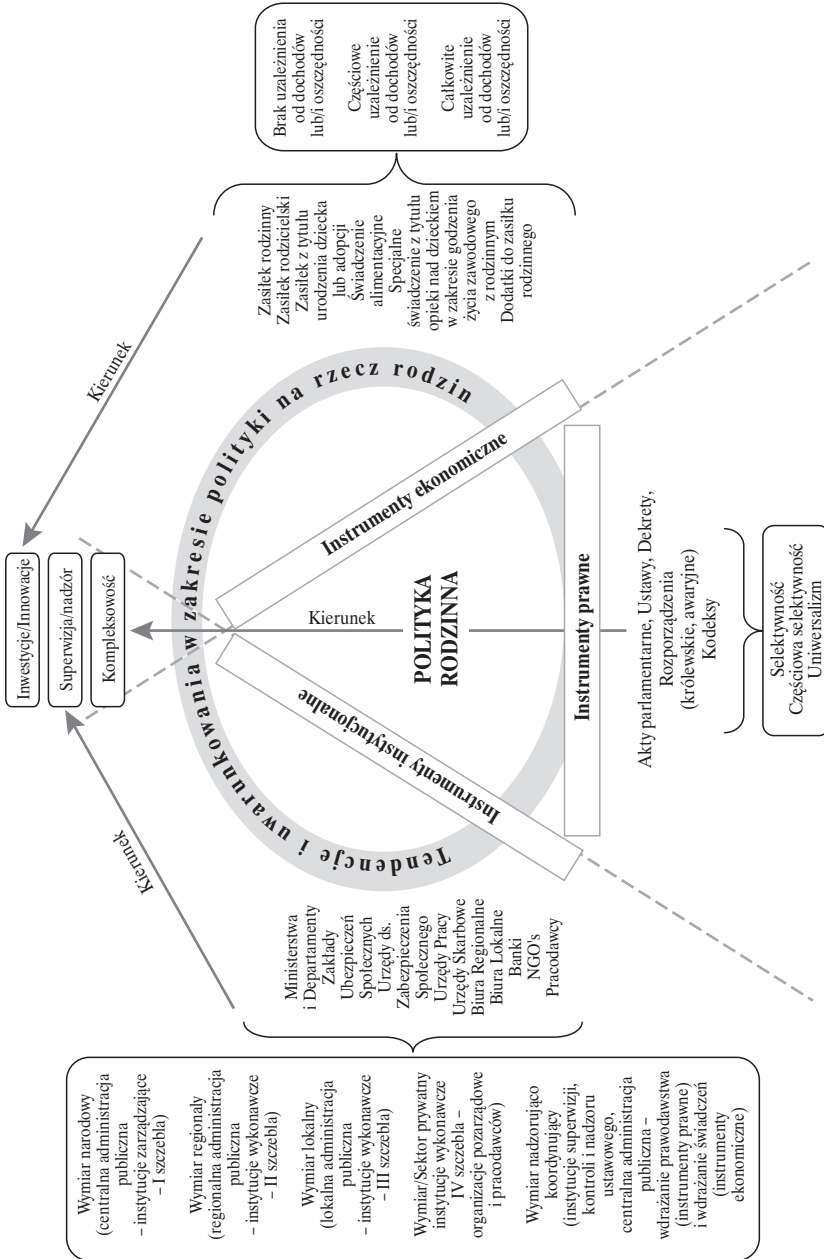 Inwestycje/Innowacje
Superwizja/nadzór
Kompleksowość
Kierunek
Kierunek
Kierunek
Tendencje i uwarunkowania w zakresie polityki na rzecz rodzin
Instrumenty instytucjonalne
Instrumenty ekonomiczne
POLITYKA
RODZINNA
Instrumenty prawne
Wymiar narodowy
(centralna administracja
publiczna
– instytucje zarządzające
– I szczebla)
Wymiar regionaly
(regionalna administracja
publiczna
– instytucje wykonawcze
– II szczebla)
Wymiar lokalny
(lokalna administracja
publiczna
– instytucje wykonawcze
– III szczebla)
Wymiar/Sektor prywatny
instytucje wykonawcze
IV szczebla –
organizacje pozarządowe
i pracodawców)
Wymiar nadzorująco
koordynujący
(instytucje superwizji,
kontroli i nadzoru
ustawowego,
centralna administracja
publiczna –
wdrażanie prawodawstwa
(instrumenty prawne)
i wdrażanie świadczeń
(instrumenty
ekonomiczne)
Ministerstwa
i Departamenty
Zakłady
Ubezpieczeń
Społecznych
Urzędy ds.
Zabezpieczenia
Społecznego
Urzędy Pracy
Urzędy Skarbowe
Biura Regionalne
Biura Lokalne
Banki
NGO's
Pracodawcy
Zasiłek rodzinny
Zasiłek rodzicielski
Zasiłek z tytułu
urodzenia dziecka
lub adopcji
Świadczenie
alimentacyjne
Specjalne
świadczenie z tytułu
opieki nad dzieckiem
w zakresie godzenia
życia zawodowego
z rodzinnym
Dodatki do zasiłku
rodzinnego
Brak uzależnienia
od dochodów
lub/i oszczędności
Częściowe
uzależnienie
od dochodów
lub/i oszczędności
Całkowite
uzależnienie
od dochodów
lub/i oszczędności
Akty parlamentarne, Ustawy, Dekrety,
Rozporządzenia
(królewskie, awaryjne)
Kodeksy
Selektywność
Częściowa selektywność
Uniwersalizm